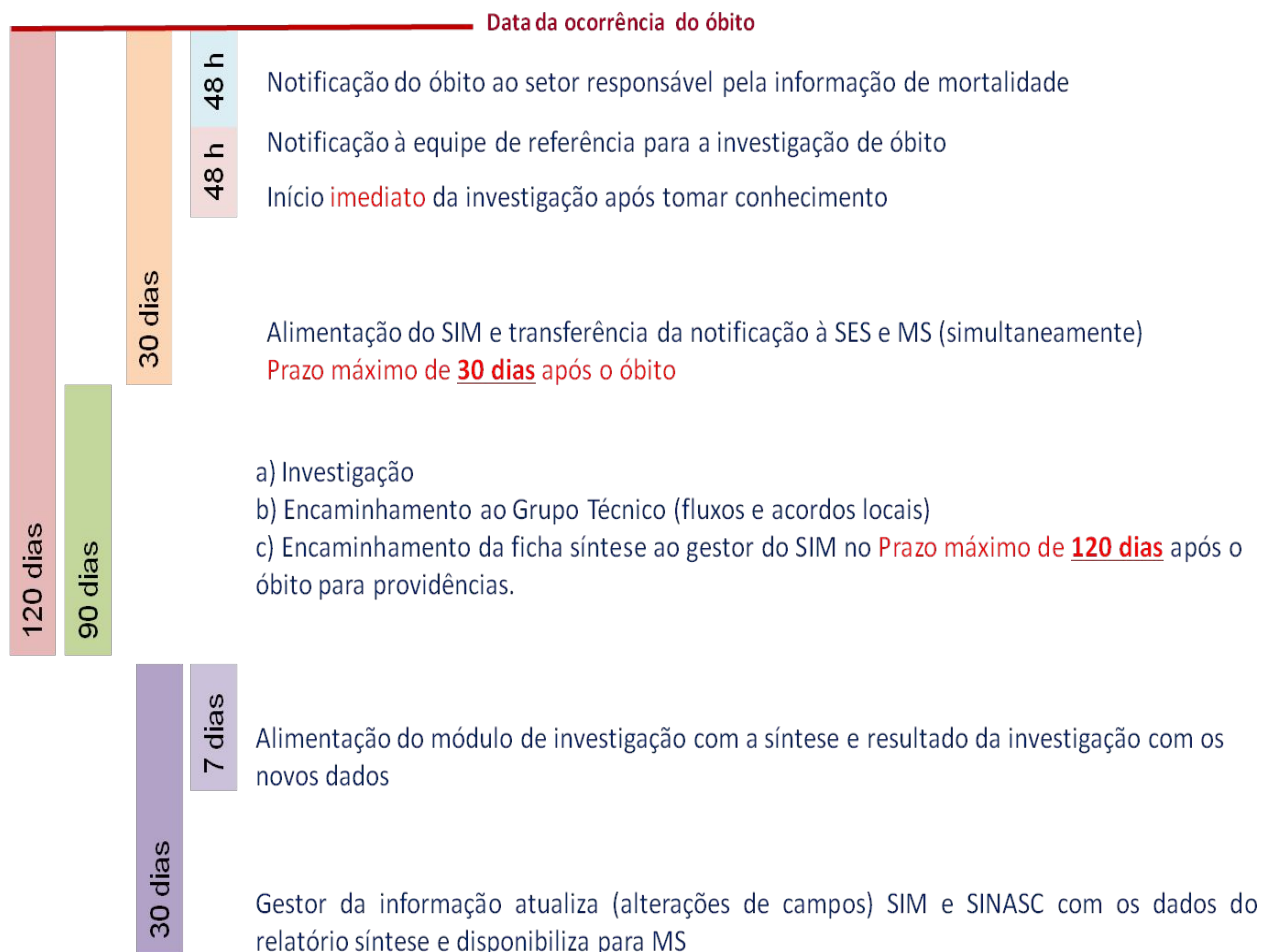 Data da ocorrência do óbito
48 h
Notificação do óbito ao setor responsável pela informação de mortalidade
48 h
Notificação à equipe de referência para a investigação de óbito
Início imediato da investigação após tomar conhecimento
30 dias
Alimentação do SIM e transferência da notificação à SES e MS (simultaneamente)
Prazo máximo de 30 dias após o óbito
120 dias
90 dias
a) Investigação
b) Encaminhamento ao Grupo Técnico (fluxos e acordos locais)
c) Encaminhamento da ficha síntese ao gestor do SIM no Prazo máximo de 120 dias após o
óbito para providências.
7 dias
Alimentação do módulo de investigação com a síntese e resultado da investigação com os
novos dados
30 dias
Gestor da informação atualiza (alterações de campos) SIM e SINASC com os dados do
relatório síntese e disponibiliza para MS